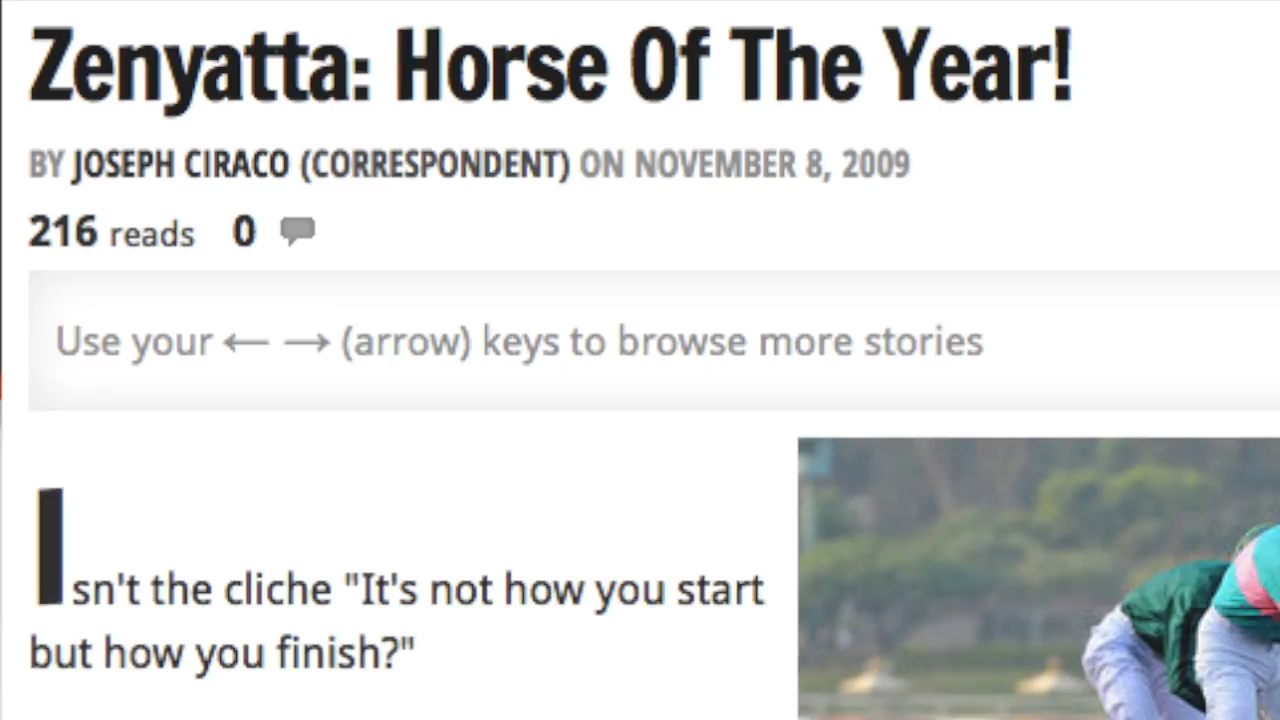 Zenyatta: Horse Of The Year!
BY JOSEPH CIRACO (CORRESPONDENT) ON NOVEMBER 8, 2009
216 reads 0
Use your ← → (arrow) keys to browse more stories
Isn't the cliche "It's not how you start
but how you finish?"